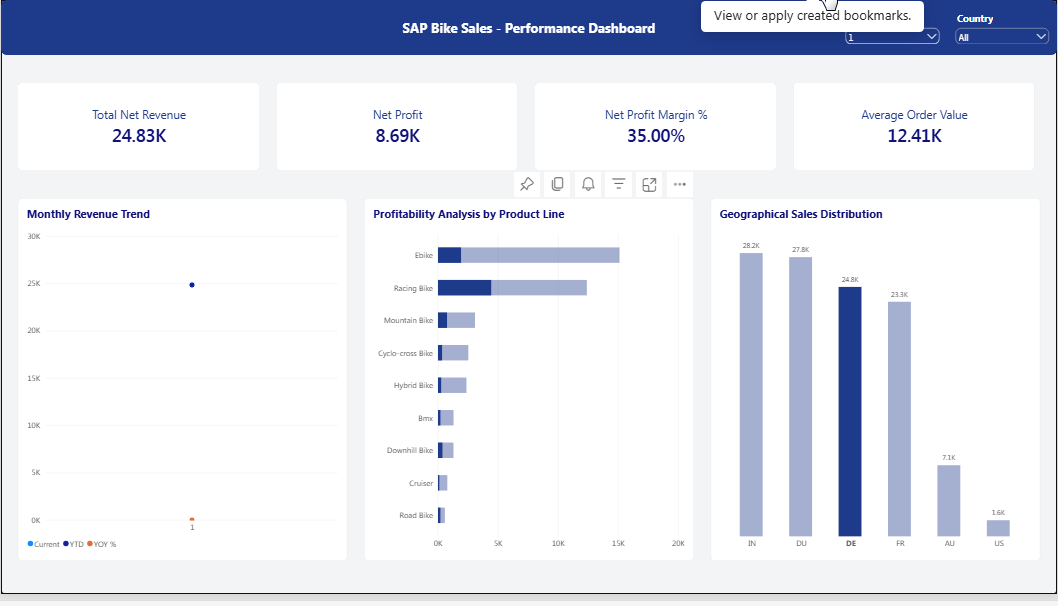 SAP Bike Sales - Performance Dashboard
View or apply created bookmarks.
1
Country
All
Total Net Revenue
24.83K
Net Profit
8.69K
Net Profit Margin %
35.00%
Average Order Value
12.41K
Monthly Revenue Trend
30K
25K
20K
15K
10K
5K
0K
1
Current YTD YOY %
Profitability Analysis by Product Line
Ebike
Racing Bike
Mountain Bike
Cyclo-cross Bike
Hybrid Bike
Bmx
Downhill Bike
Cruiser
Road Bike
0K 5K 10K 15K 20K
Geographical Sales Distribution
28.2K
27.8K
24.8K
23.3K
7.1K
1.6K
IN DU DE FR AU US